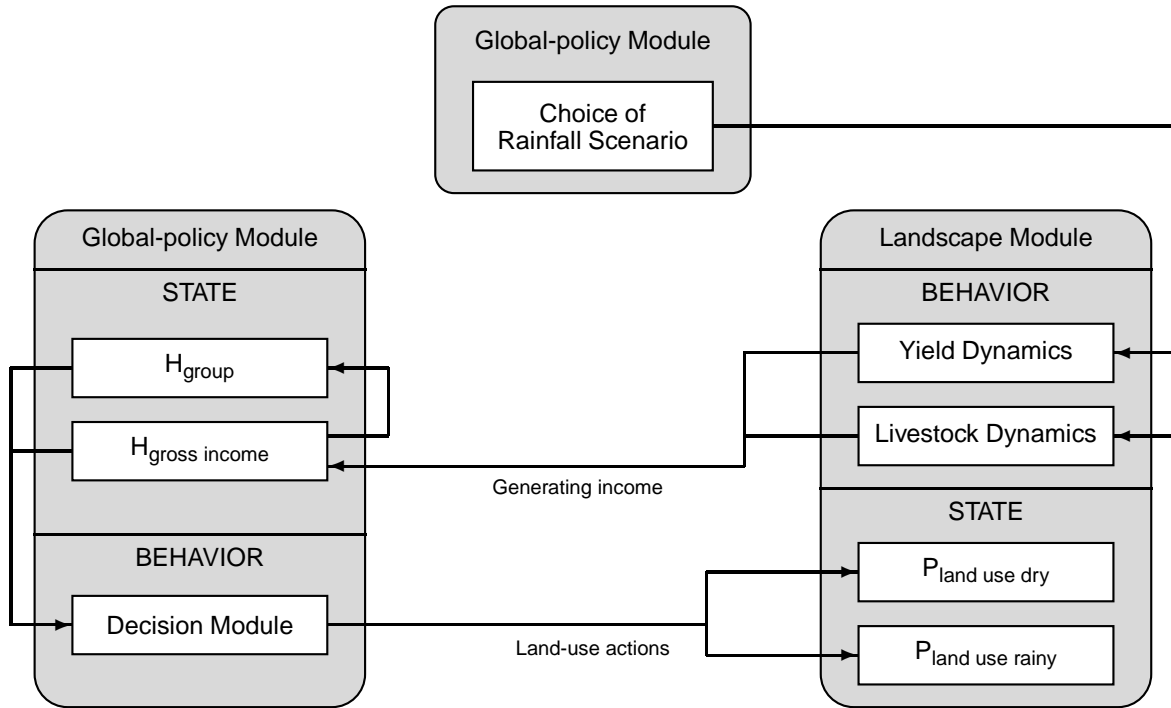 Global-policy Module
Choice of
Rainfall Scenario
Global-policy Module
STATE
H_group
H_gross income
BEHAVIOR
Decision Module
Generating income
Land-use actions
Landscape Module
BEHAVIOR
Yield Dynamics
Livestock Dynamics
STATE
P_land use dry
P_land use rainy